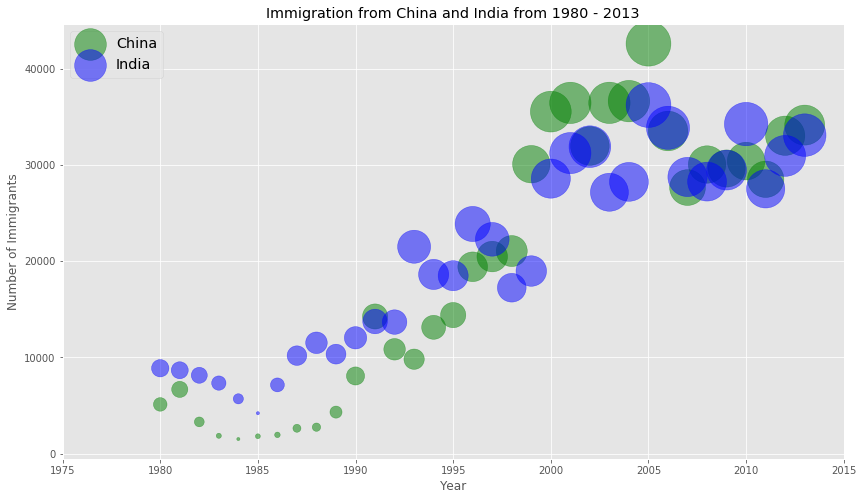 Immigration from China and India from 1980 - 2013
China
India
Number of Immigrants
40000
30000
20000
10000
0
1975 1980 1985 1990 1995 2000 2005 2010 2015
Year